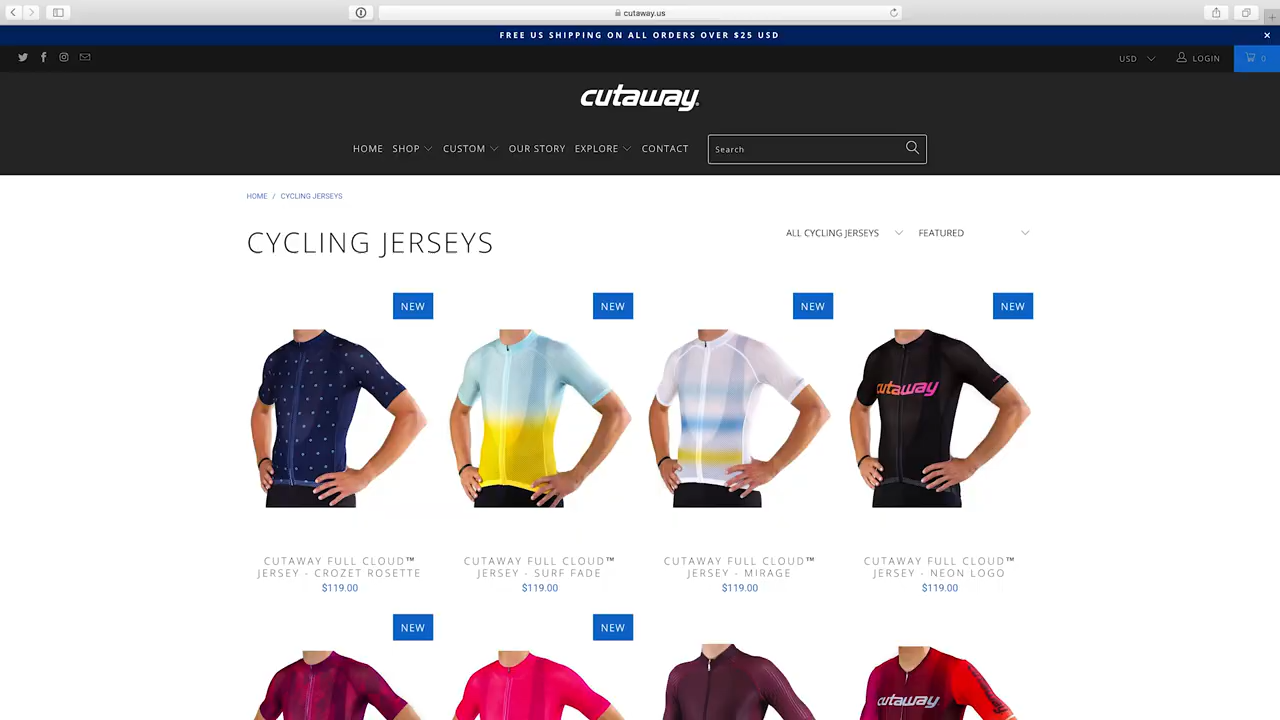 cutaway.us
FREE US SHIPPING ON ALL ORDERS OVER $25 USD
USD
LOGIN
0
cutaway
HOME
SHOP
CUSTOM
OUR STORY
EXPLORE
CONTACT
Search
HOME / CYCLING JERSEYS
CYCLING JERSEYS
ALL CYCLING JERSEYS
FEATURED
NEW
NEW
NEW
NEW
cutaway
CUTAWAY FULL CLOUD™
JERSEY - CROZET ROSETTE
$119.00
CUTAWAY FULL CLOUD™
JERSEY - SURF FADE
$119.00
CUTAWAY FULL CLOUD™
JERSEY - MIRAGE
$119.00
CUTAWAY FULL CLOUD™
JERSEY - NEON LOGO
$119.00
NEW
NEW
cutaway